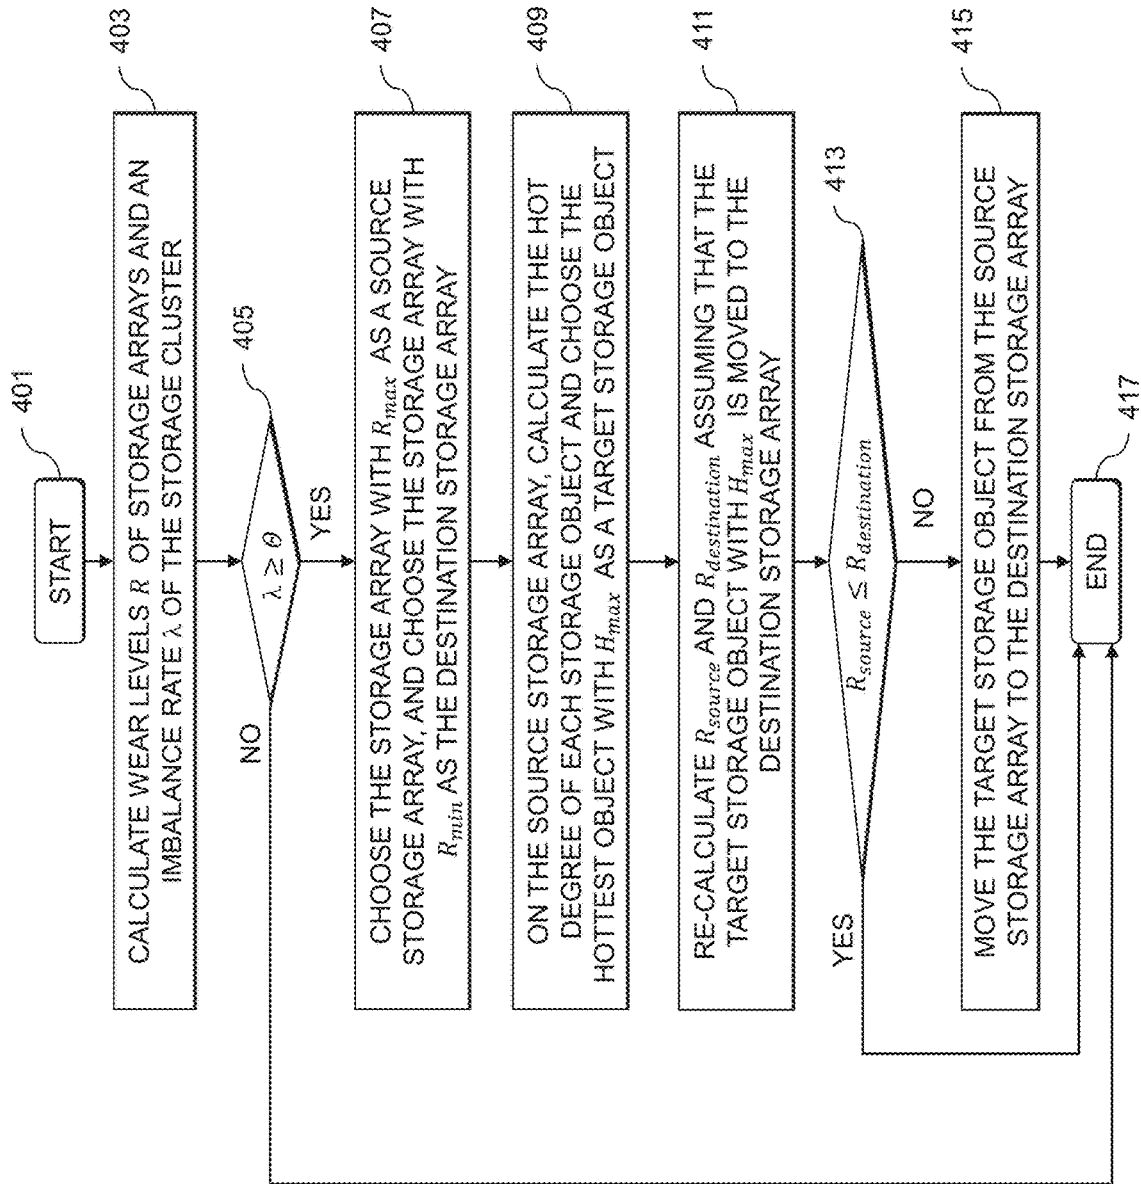 401
START
403
CALCULATE WEAR LEVELS R OF STORAGE ARRAYS AND AN
IMBALANCE RATE λ OF THE STORAGE CLUSTER
405
λ ≥ Θ
NO
YES
407
CHOOSE THE STORAGE ARRAY WITH R_max AS A SOURCE
STORAGE ARRAY, AND CHOOSE THE STORAGE ARRAY WITH
R_min AS THE DESTINATION STORAGE ARRAY
409
ON THE SOURCE STORAGE ARRAY, CALCULATE THE HOT
DEGREE OF EACH STORAGE OBJECT AND CHOOSE THE
HOTTEST OBJECT WITH H_max AS A TARGET STORAGE OBJECT
411
RE-CALCULATE R_source AND R_destination ASSUMING THAT THE
TARGET STORAGE OBJECT WITH H_max IS MOVED TO THE
DESTINATION STORAGE ARRAY
413
R_source ≤ R_destination
YES
NO
415
MOVE THE TARGET STORAGE OBJECT FROM THE SOURCE
STORAGE ARRAY TO THE DESTINATION STORAGE ARRAY
417
END